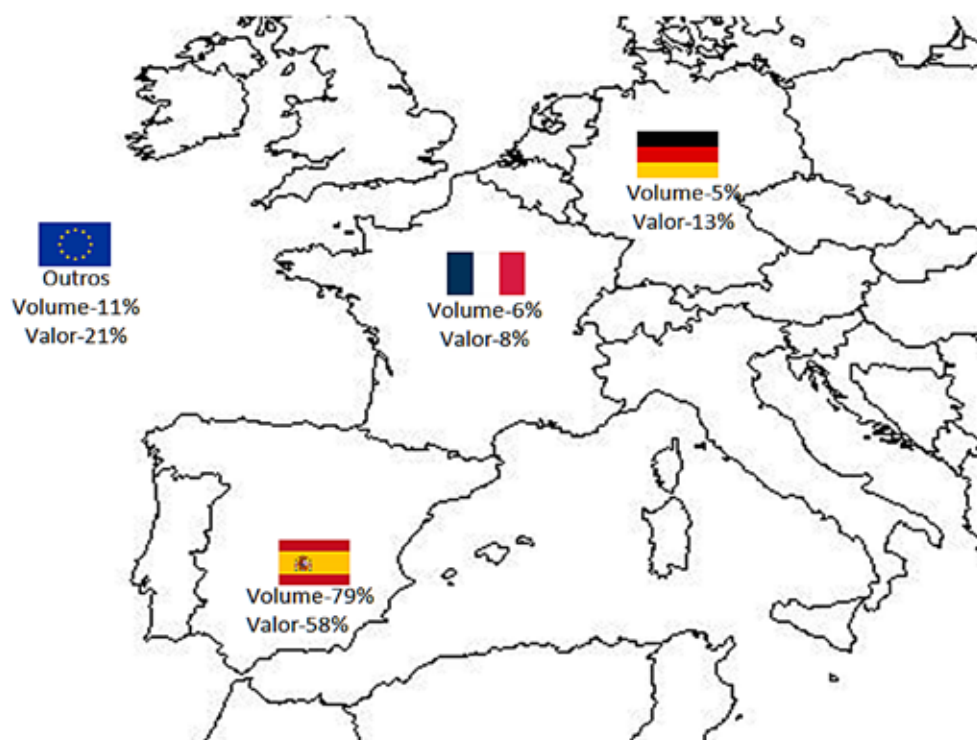 Volume-5%
Valor-13%
Outros
Volume-11%
Valor-21%
Volume-6%
Valor-8%
Volume-79%
Valor-58%